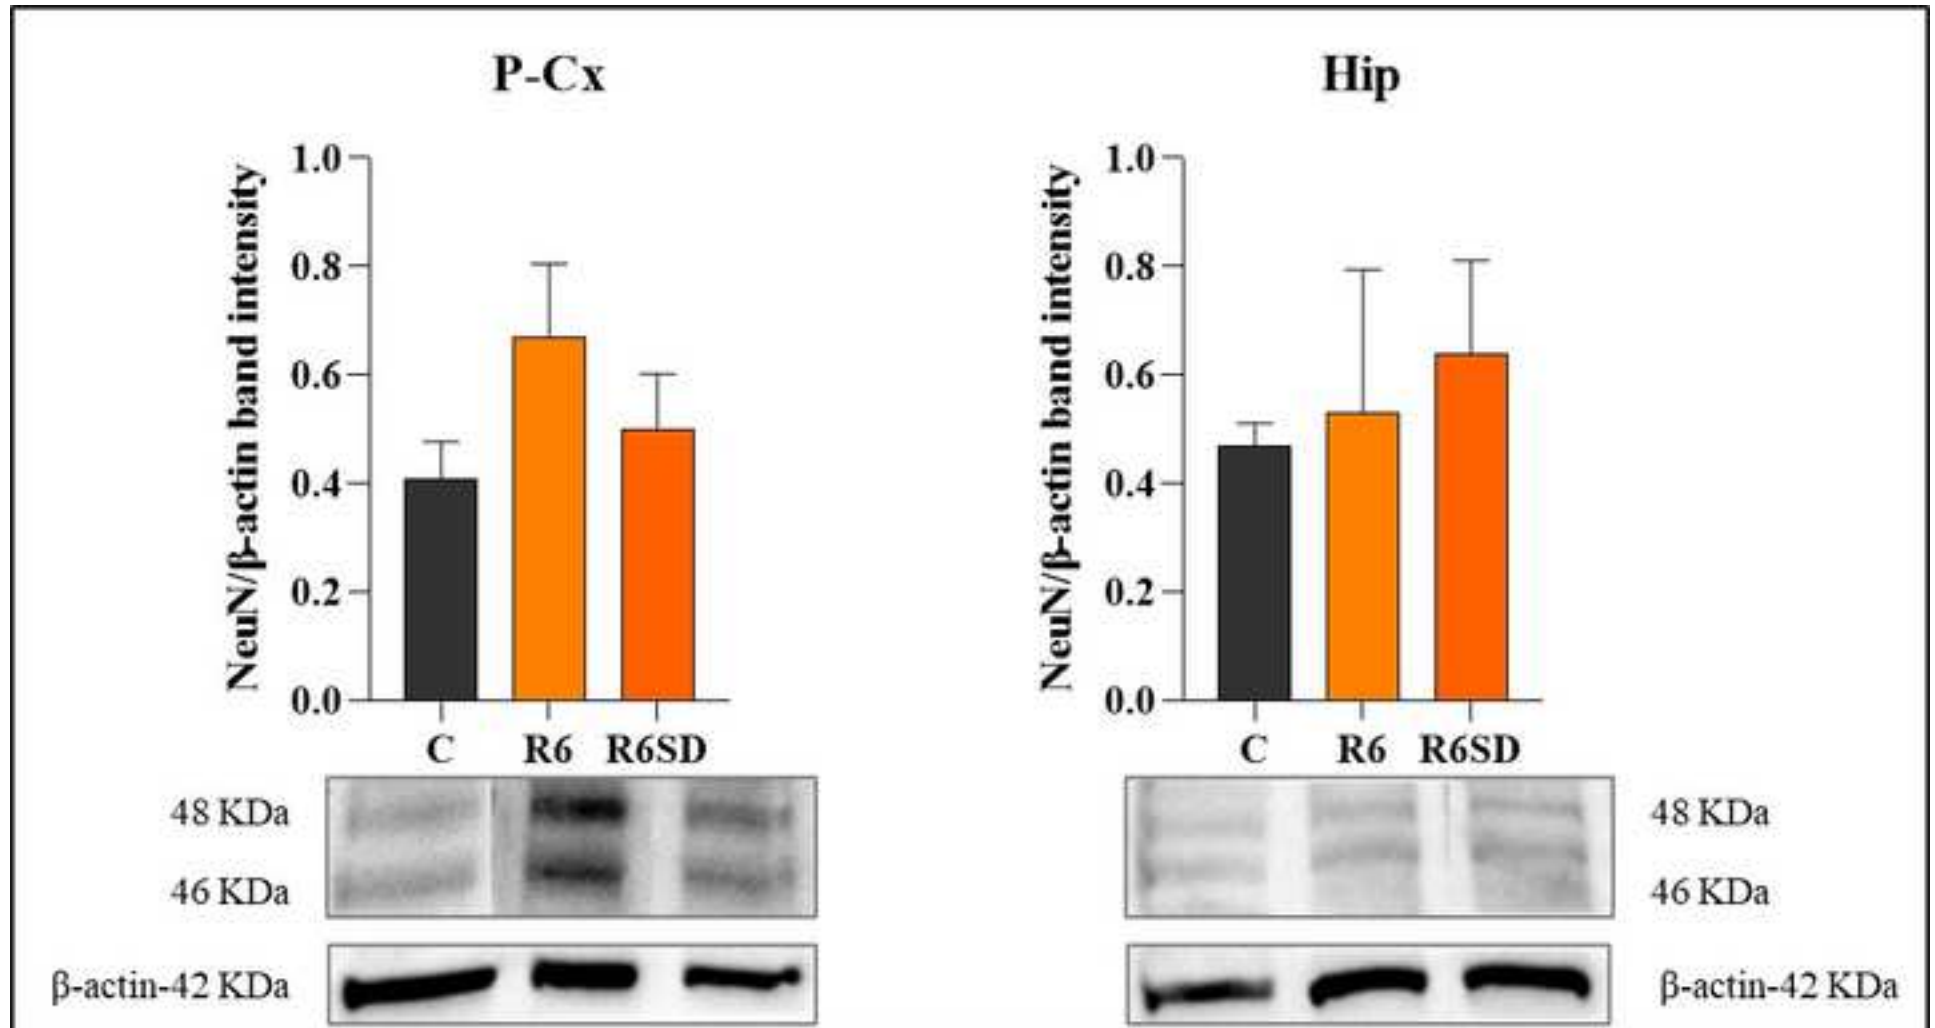 P-Cx
NeuN/β-actin band intensity
1.0
0.8
0.6
0.4
0.2
0.0
C R6 R6SD
48 KDa
46 KDa
β-actin-42 KDa
Hip
NeuN/β-actin band intensity
1.0
0.8
0.6
0.4
0.2
0.0
C R6 R6SD
48 KDa
46 KDa
β-actin-42 KDa